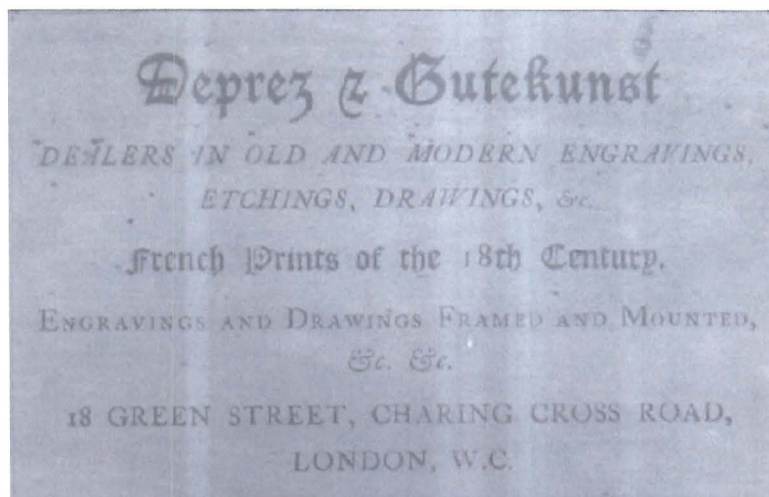 Deprez & Gutekunst
DEALERS IN OLD AND MODERN ENGRAVINGS,
ETCHINGS, DRAWINGS, &c.
French Prints of the 18th Century.
ENGRAVINGS AND DRAWINGS FRAMED AND MOUNTED,
&c. &c.
18 GREEN STREET, CHARING CROSS ROAD,
LONDON, W.C.